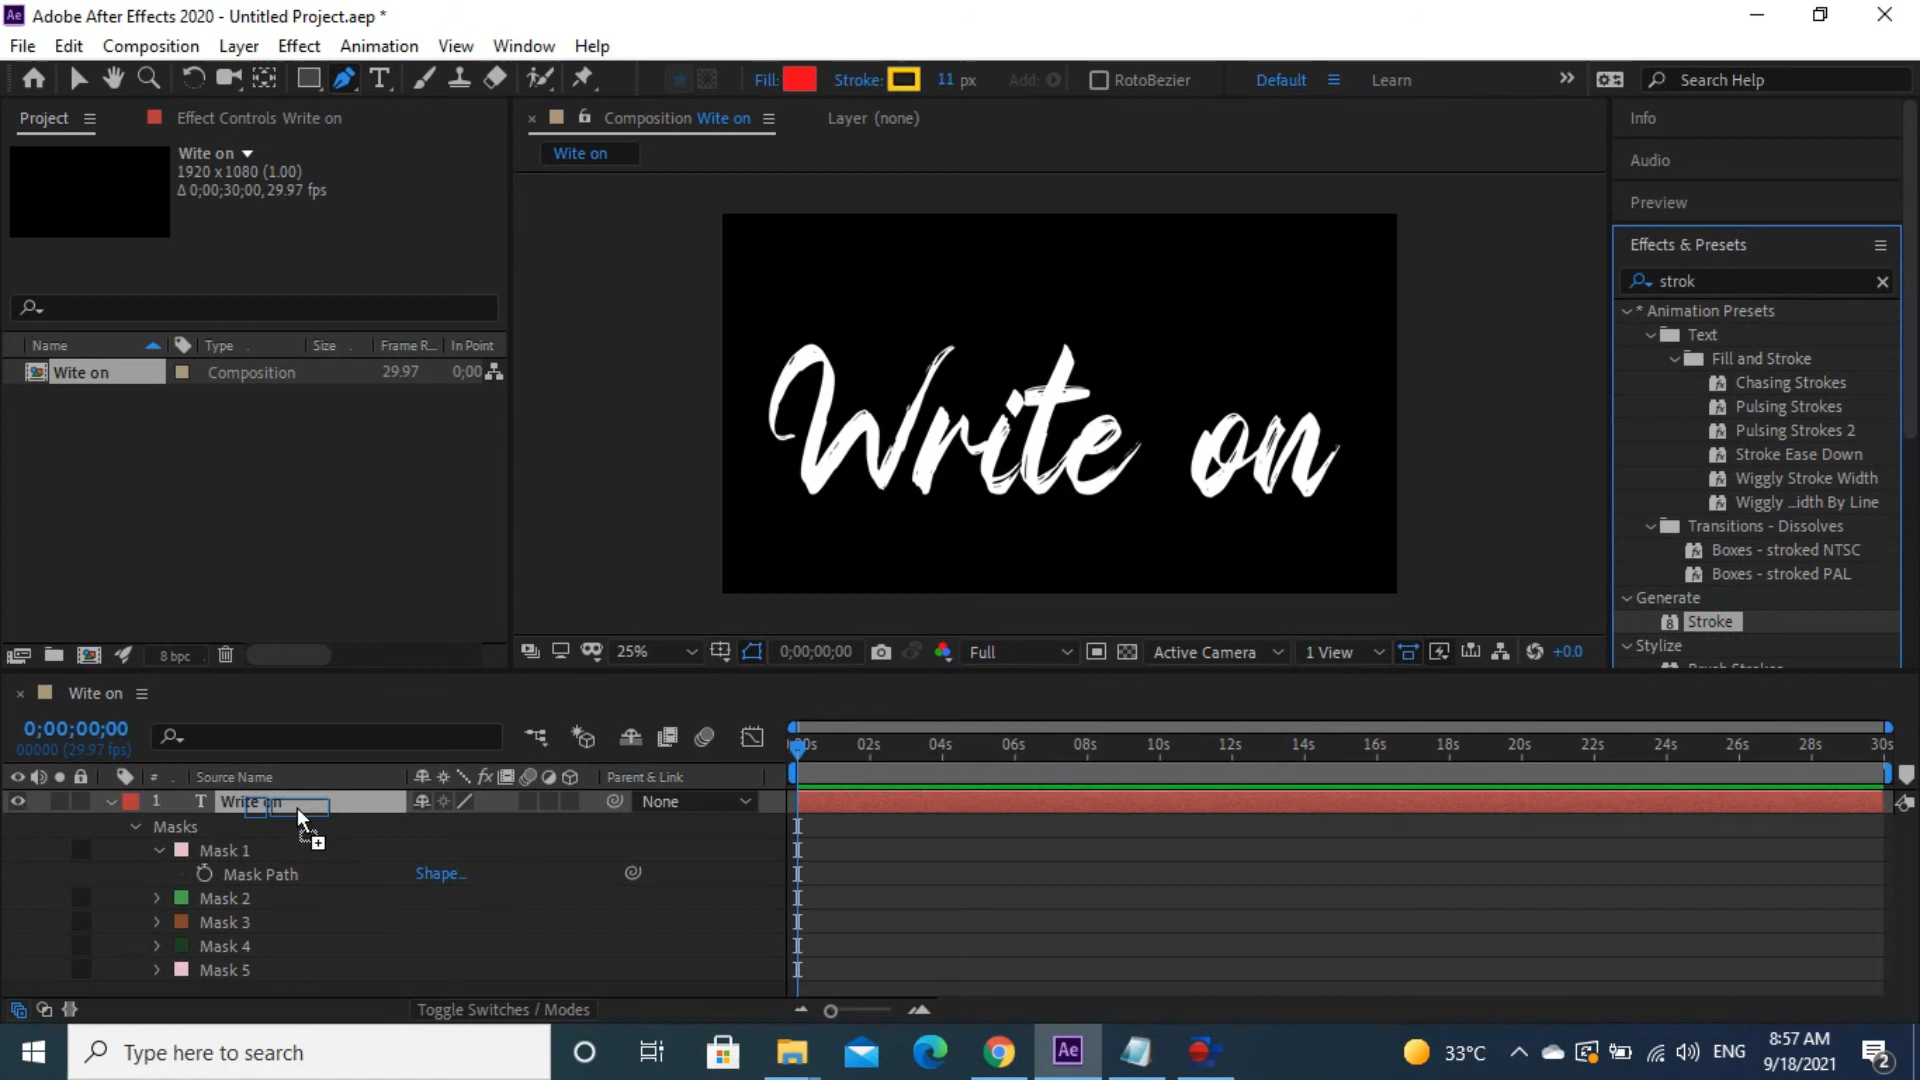 Ae Adobe After Effects 2020 - Untitled Project.aep *
File Edit Composition Layer Effect Animation View Window Help
T Fill: Stroke: 11 px Add: RotoBezier Default Learn Search Help
Project Effect Controls Write on
Composition Wite on Layer (none)
Wite on
Wite on
1920 x 1080 (1.00)
Δ 0;00;30;00, 29.97 fps
Name Type Size Frame R... In Point
Wite on Composition 29.97 0;00
8 bpc
Write on
25% 0;00;00;00 Full Active Camera 1 View +0.0
Info
Audio
Preview
Effects & Presets
strok
* Animation Presets
Text
Fill and Stroke
Chasing Strokes
Pulsing Strokes
Pulsing Strokes 2
Stroke Ease Down
Wiggly Stroke Width
Wiggly ...idth By Line
Transitions - Dissolves
Boxes - stroked NTSC
Boxes - stroked PAL
Generate
8 Stroke
Stylize
Brush Strokes
Wite on
0;00;00;00
00000 (29.97 fps)
# Source Name fx Parent & Link
02s 04s 06s 08s 10s 12s 14s 16s 18s 20s 22s 24s 26s 28s 30s
1 T Write on None
Masks
Mask 1
Mask Path Shape...
Mask 2
Mask 3
Mask 4
Mask 5
Toggle Switches / Modes
Type here to search
Ae
33°C ENG
8:57 AM
9/18/2021
2